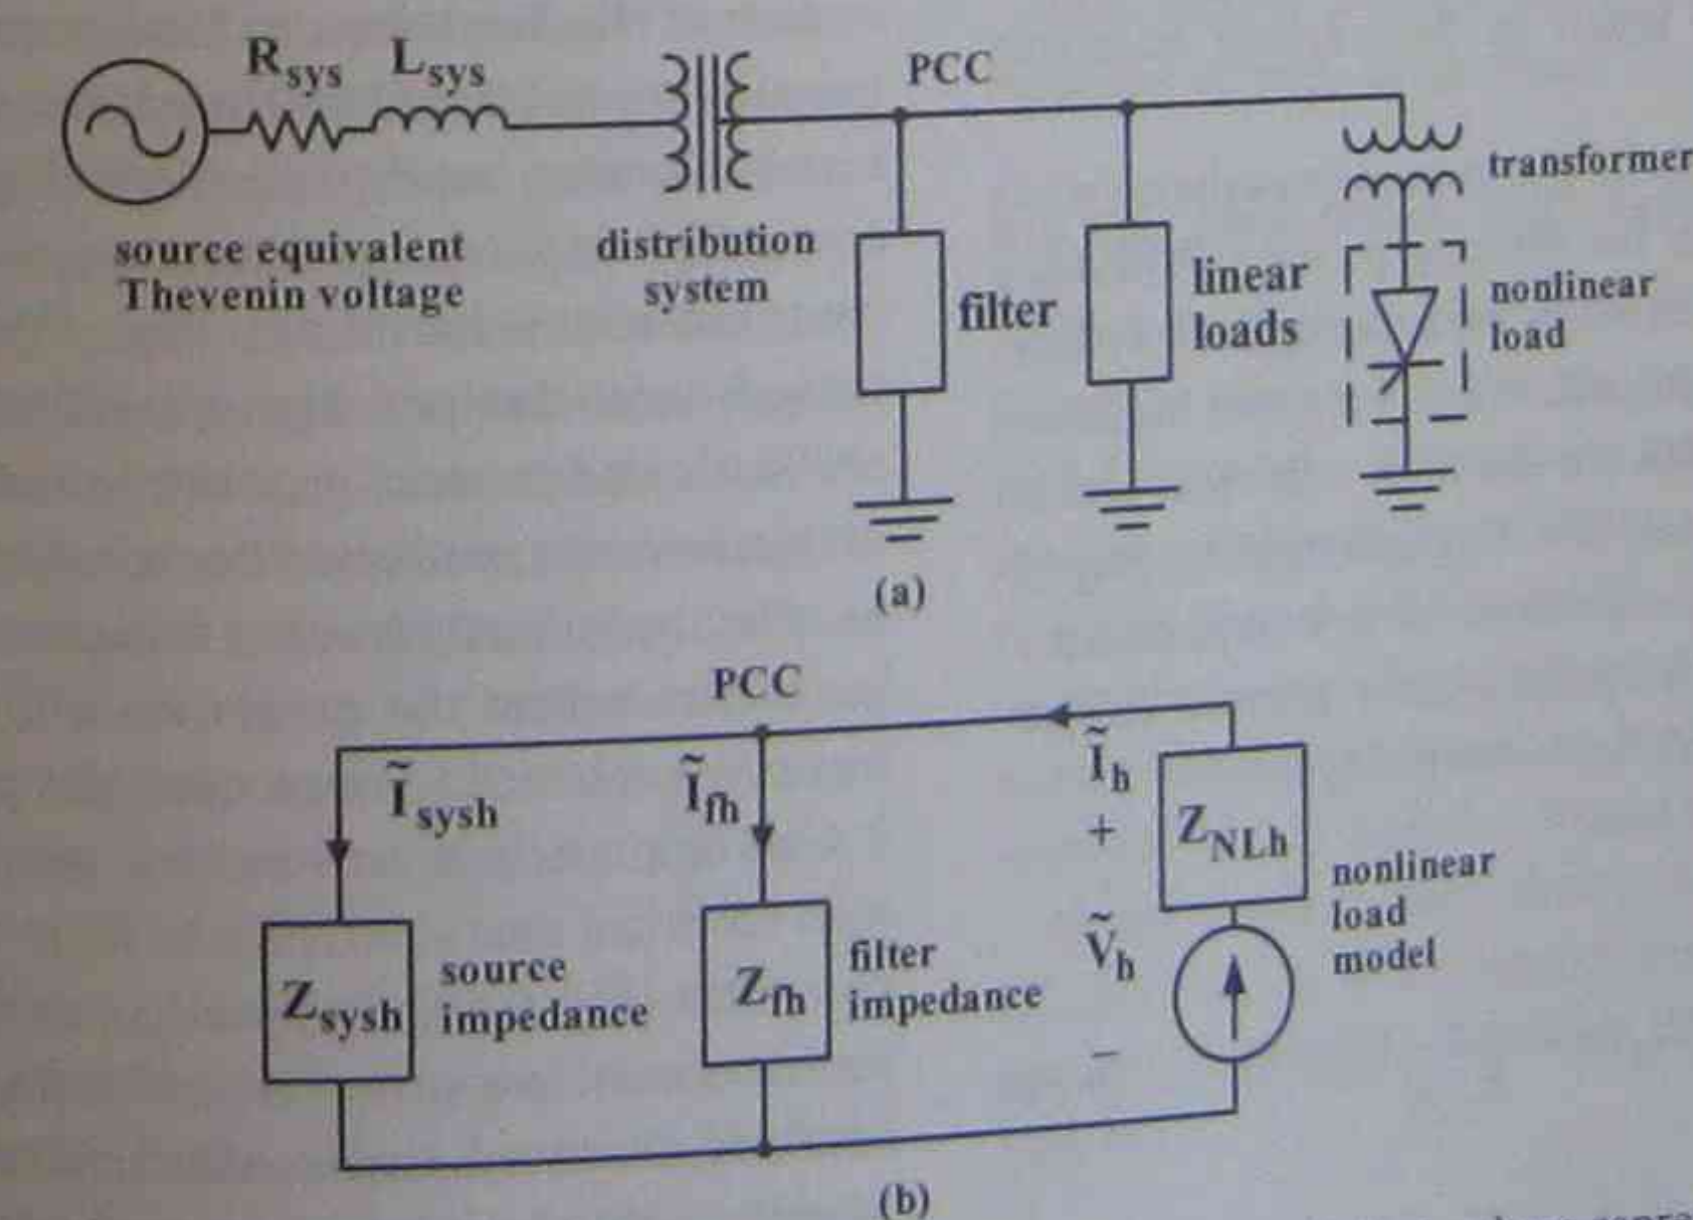 R_sys L_sys
PCC
transformer
source equivalent
Thevenin voltage
distribution
system
filter
linear
loads
nonlinear
load
(a)
PCC
Ĩ_sysh
Ĩ_fh
Ĩ_h
+
Z_NLh
nonlinear
load
model
Ṽ_h
−
Z_sysh
source
impedance
Z_fh
filter
impedance
(b)